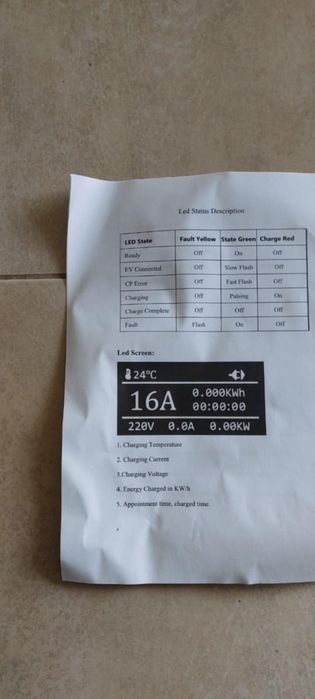 Led Status Description
LED State Fault Yellow State Green Charge Red
Ready Off On Off
EV Connected Off Slow Flash Off
CP Error Off Fast Flash Off
Charging Off Pulsing On
Charge Complete Off Off Off
Fault Flash On Off
Led Screen:
24°C
16A 0.000KWh
00:00:00
220V 0.0A 0.00KW
1. Charging Temperature
2. Charging Current
3.Charging Voltage
4. Energy Charged in KW/h
5. Appointment time, charged time.
4